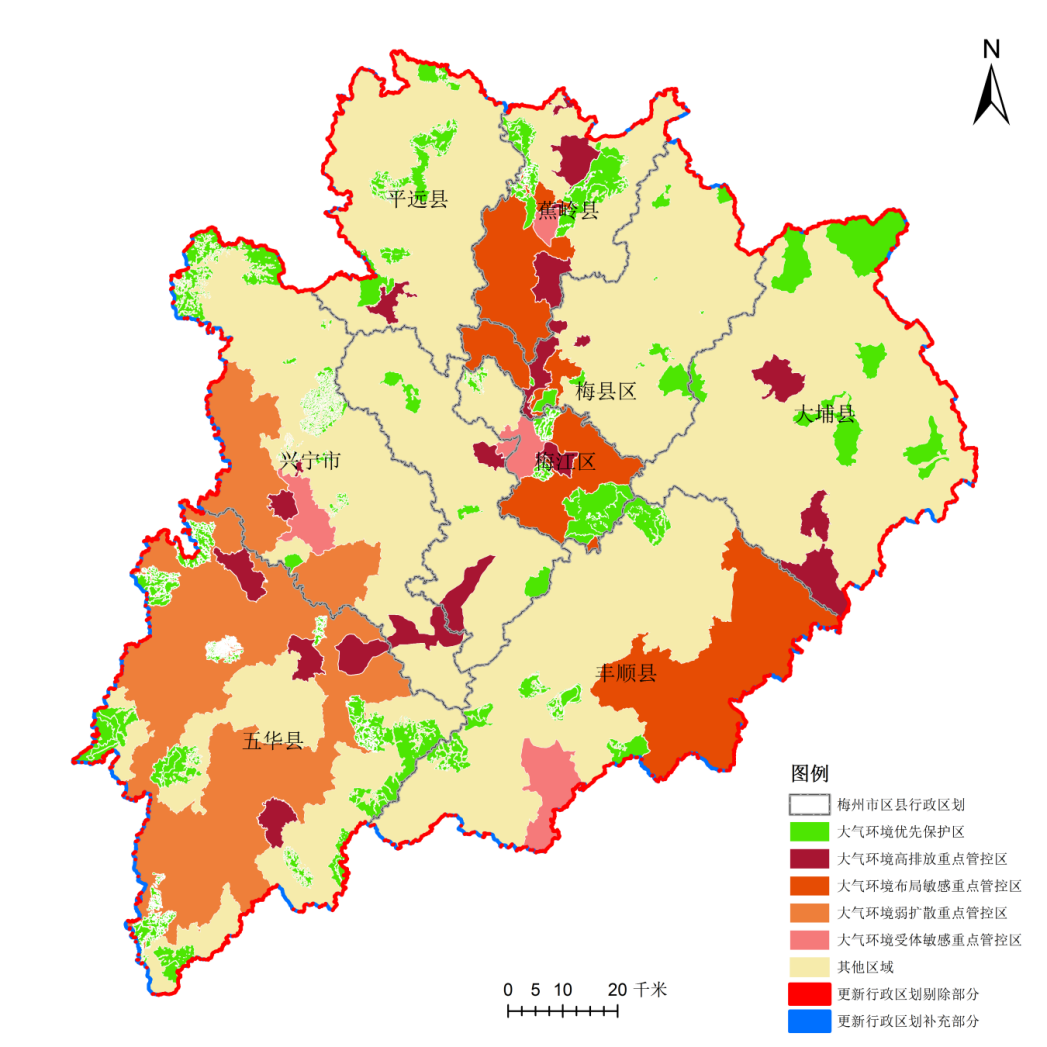 N
平远县
蕉岭县
梅县区
大埔县
兴宁市
梅江区
丰顺县
五华县
图例
梅州市区县行政区划
大气环境优先保护区
大气环境高排放重点管控区
大气环境布局敏感重点管控区
大气环境弱扩散重点管控区
大气环境受体敏感重点管控区
其他区域
更新行政区划剔除部分
更新行政区划补充部分
0 5 10 20 千米